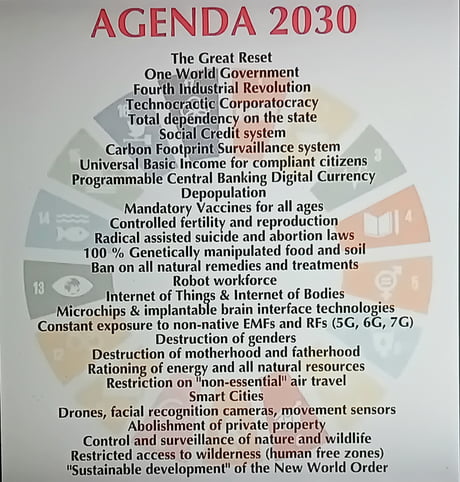 AGENDA 2030
The Great Reset
One World Government
Fourth Industrial Revolution
Technocractic Corporatocracy
Total dependency on the state
Social Credit system
Carbon Footprint Survaillance system
Universal Basic Income for compliant citizens
Programmable Central Banking Digital Currency
Depopulation
Mandatory Vaccines for all ages
Controlled fertility and reproduction
Radical assisted suicide and abortion laws
100 % Genetically manipulated food and soil
Ban on all natural remedies and treatments
Robot workforce
Internet of Things & Internet of Bodies
Microchips & implantable brain interface technologies
Constant exposure to non-native EMFs and RFs (5G, 6G, 7G)
Destruction of genders
Destruction of motherhood and fatherhood
Rationing of energy and all natural resources
Restriction on "non-essential" air travel
Smart Cities
Drones, facial recognition cameras, movement sensors
Abolishment of private property
Control and surveillance of nature and wildlife
Restricted access to wilderness (human free zones)
"Sustainable development" of the New World Order
3
4
5
13
14